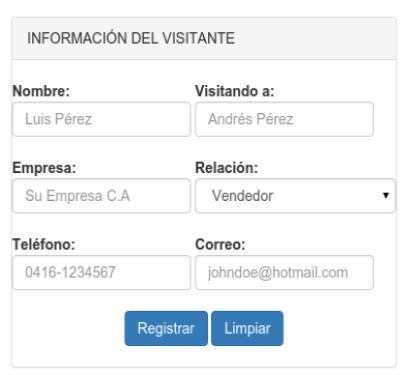 INFORMACIÓN DEL VISITANTE
Nombre: Visitando a:
Luis Pérez Andrés Pérez
Empresa: Relación:
Su Empresa C.A Vendedor
Teléfono: Correo:
0416-1234567 johndoe@hotmail.com
Registrar Limpiar